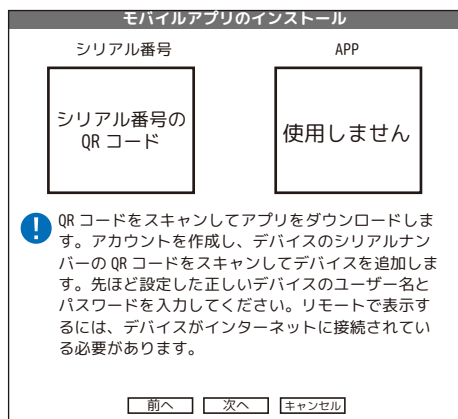 モバイルアプリのインストール
シリアル番号
APP
シリアル番号の
QRコード
使用しません
QRコードをスキャンしてアプリをダウンロードしま
す。アカウントを作成し、デバイスのシリアルナン
バーのQRコードをスキャンしてデバイスを追加しま
す。先ほど設定した正しいデバイスのユーザー名と
パスワードを入力してください。リモートで表示す
るには、デバイスがインターネットに接続されてい
る必要があります。
前へ 次へ キャンセル